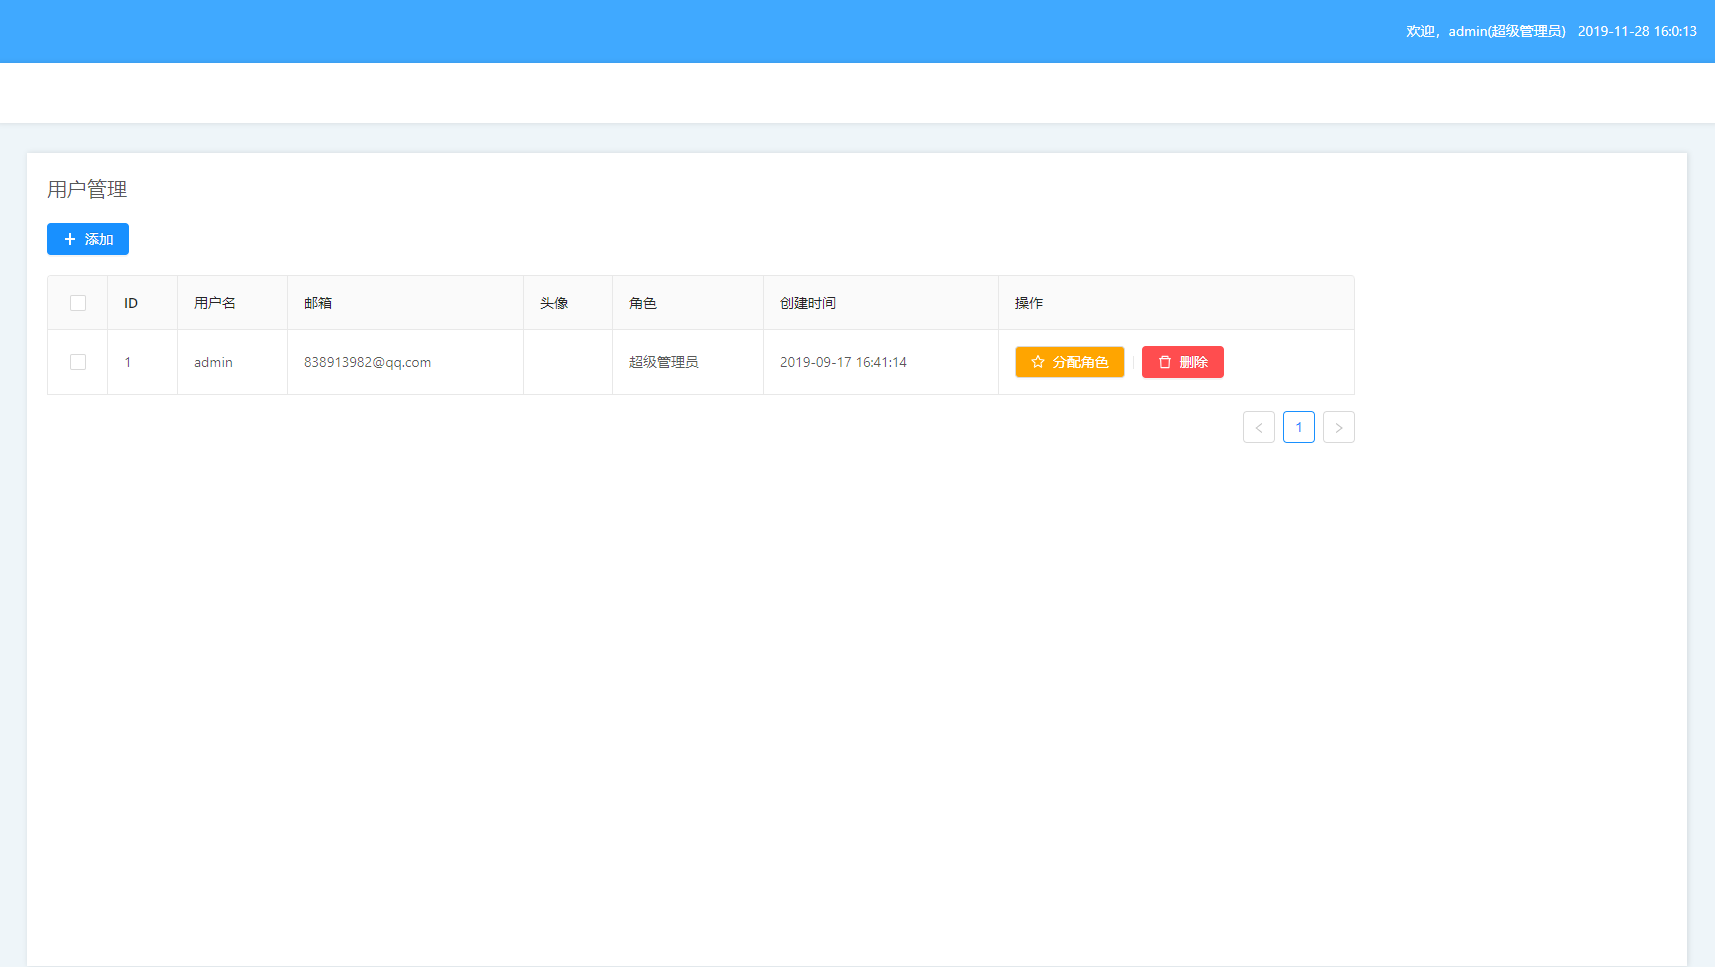 欢迎，admin(超级管理员) 2019-11-28 16:0:13
用户管理
添加
ID 用户名 邮箱 头像 角色 创建时间 操作
1 admin 838913982@qq.com 超级管理员 2019-09-17 16:41:14 分配角色 删除
< 1 >